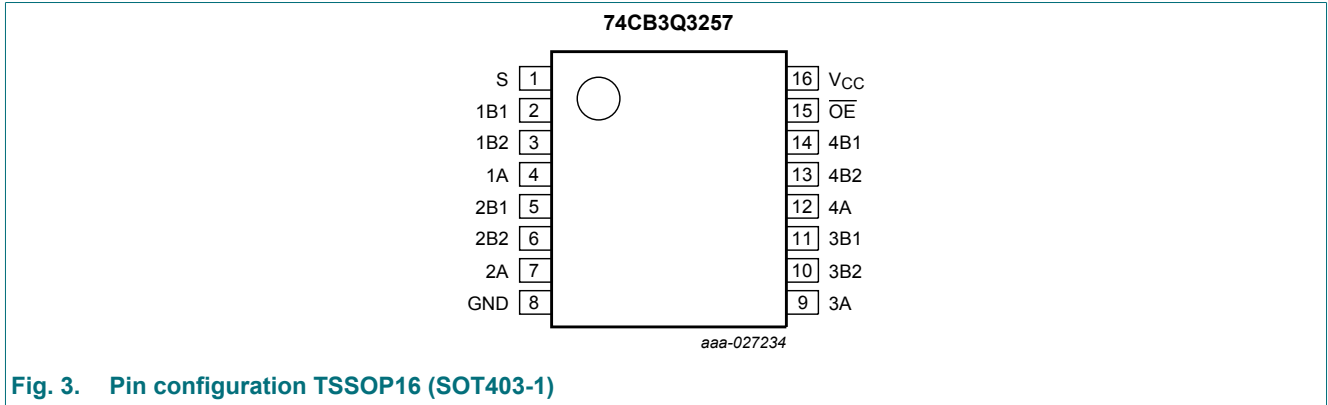 74CB3Q3257
S 1 16 VCC
1B1 2 15 OE
1B2 3 14 4B1
1A 4 13 4B2
2B1 5 12 4A
2B2 6 11 3B1
2A 7 10 3B2
GND 8 9 3A
aaa-027234
Fig. 3. Pin configuration TSSOP16 (SOT403-1)